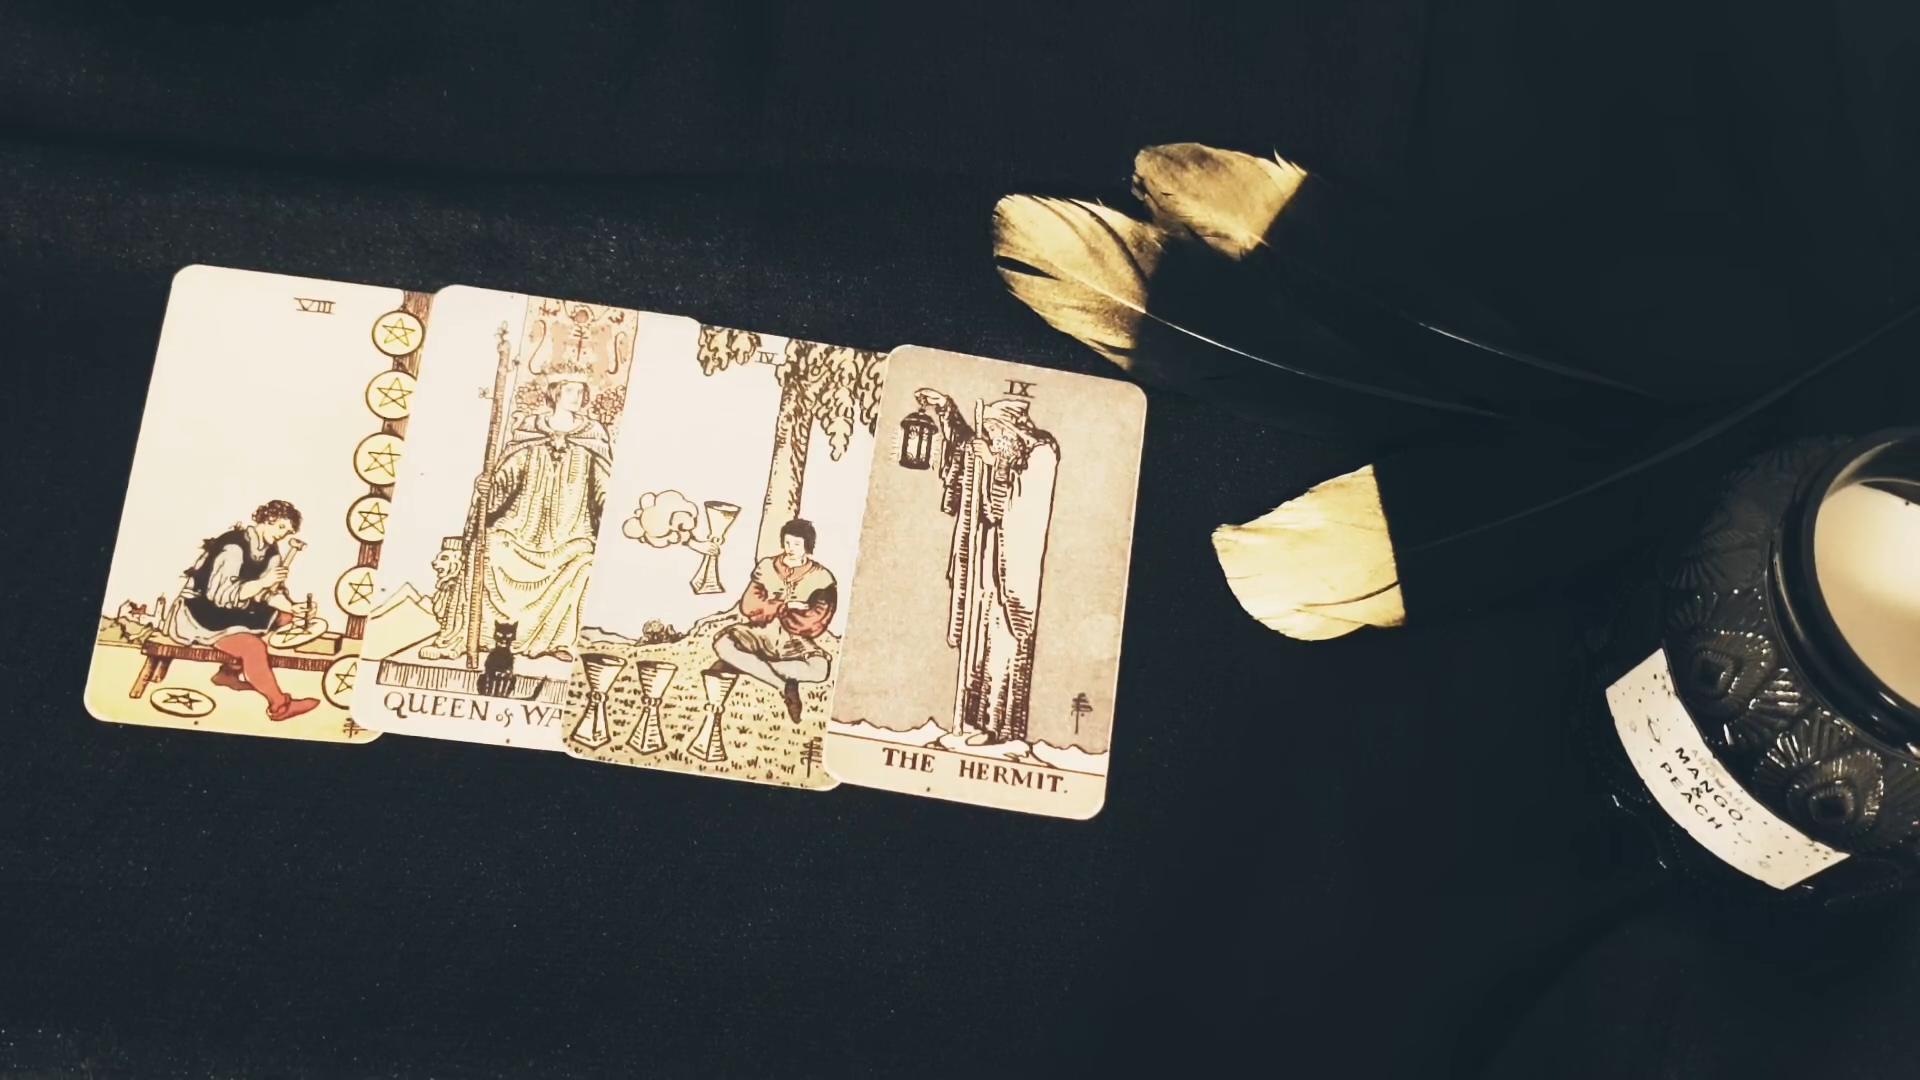 VIII
QUEEN of WA
IV
IX
THE HERMIT.
MANGO
&
PEACH